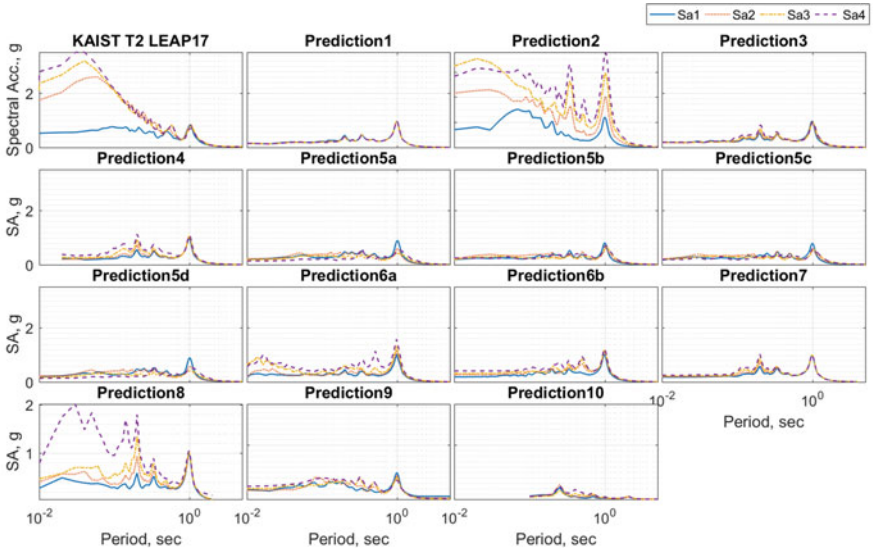 Sa1 Sa2 Sa3 Sa4
KAIST T2 LEAP17 Prediction1 Prediction2 Prediction3
Spectral Acc., g
2
0
Prediction4 Prediction5a Prediction5b Prediction5c
SA, g
2
0
Prediction5d Prediction6a Prediction6b Prediction7
SA, g
2
0
10^-2 10^0
Period, sec
Prediction8 Prediction9 Prediction10
SA, g
2
1
10^-2 10^0 10^-2 10^0 10^-2 10^0
Period, sec Period, sec Period, sec